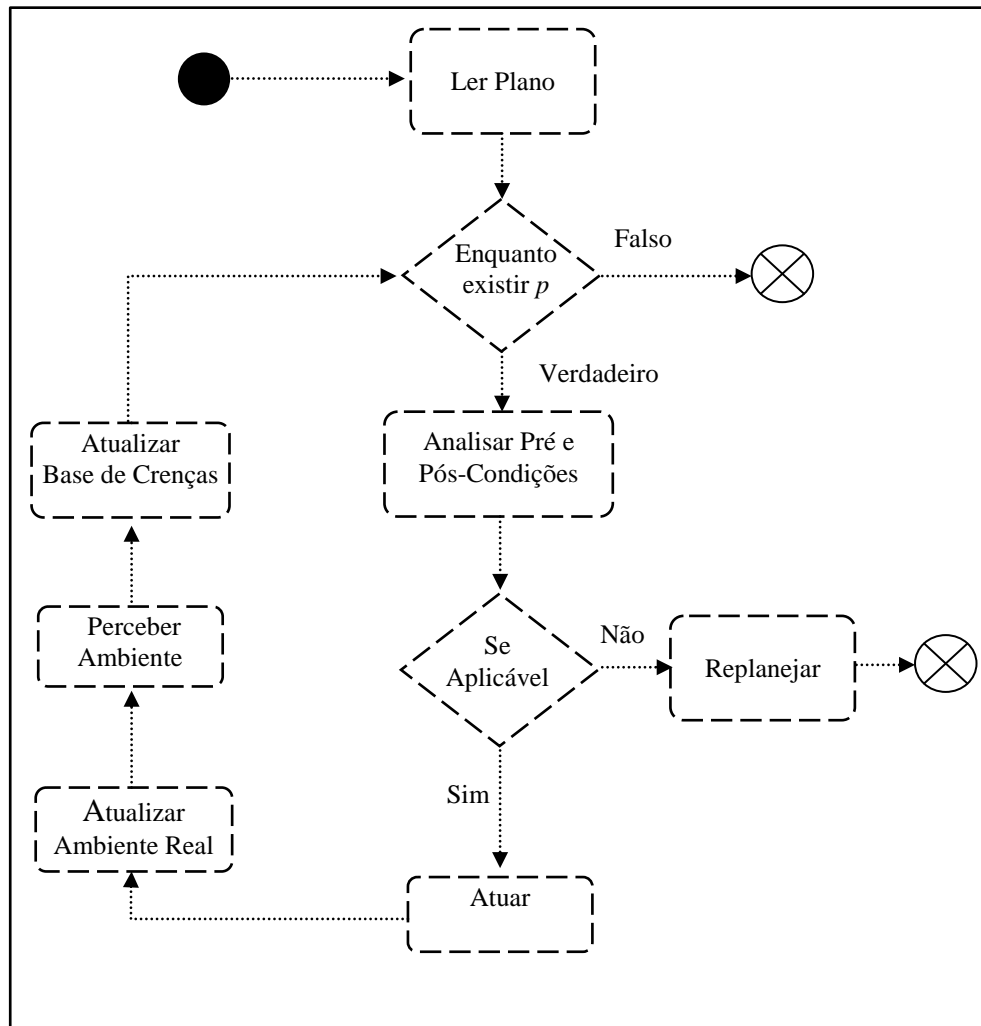 Ler Plano
Enquanto
existir p
Falso
Verdadeiro
Analisar Pré e
Pós-Condições
Se
Aplicável
Não
Replanejar
Sim
Atuar
Atualizar
Ambiente Real
Perceber
Ambiente
Atualizar
Base de Crenças